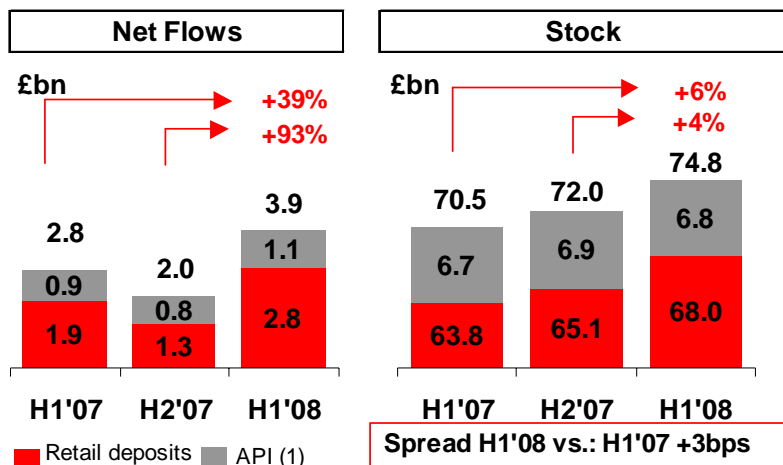 Net Flows
£bn
+39%
+93%
2.8
2.0
3.9
0.9
0.8
1.1
1.9
1.3
2.8
H1'07 H2'07 H1'08
Retail deposits API (1)
Stock
£bn
+6%
+4%
70.5
72.0
74.8
6.7
6.9
6.8
63.8
65.1
68.0
H1'07 H2'07 H1'08
Spread H1'08 vs.: H1'07 +3bps